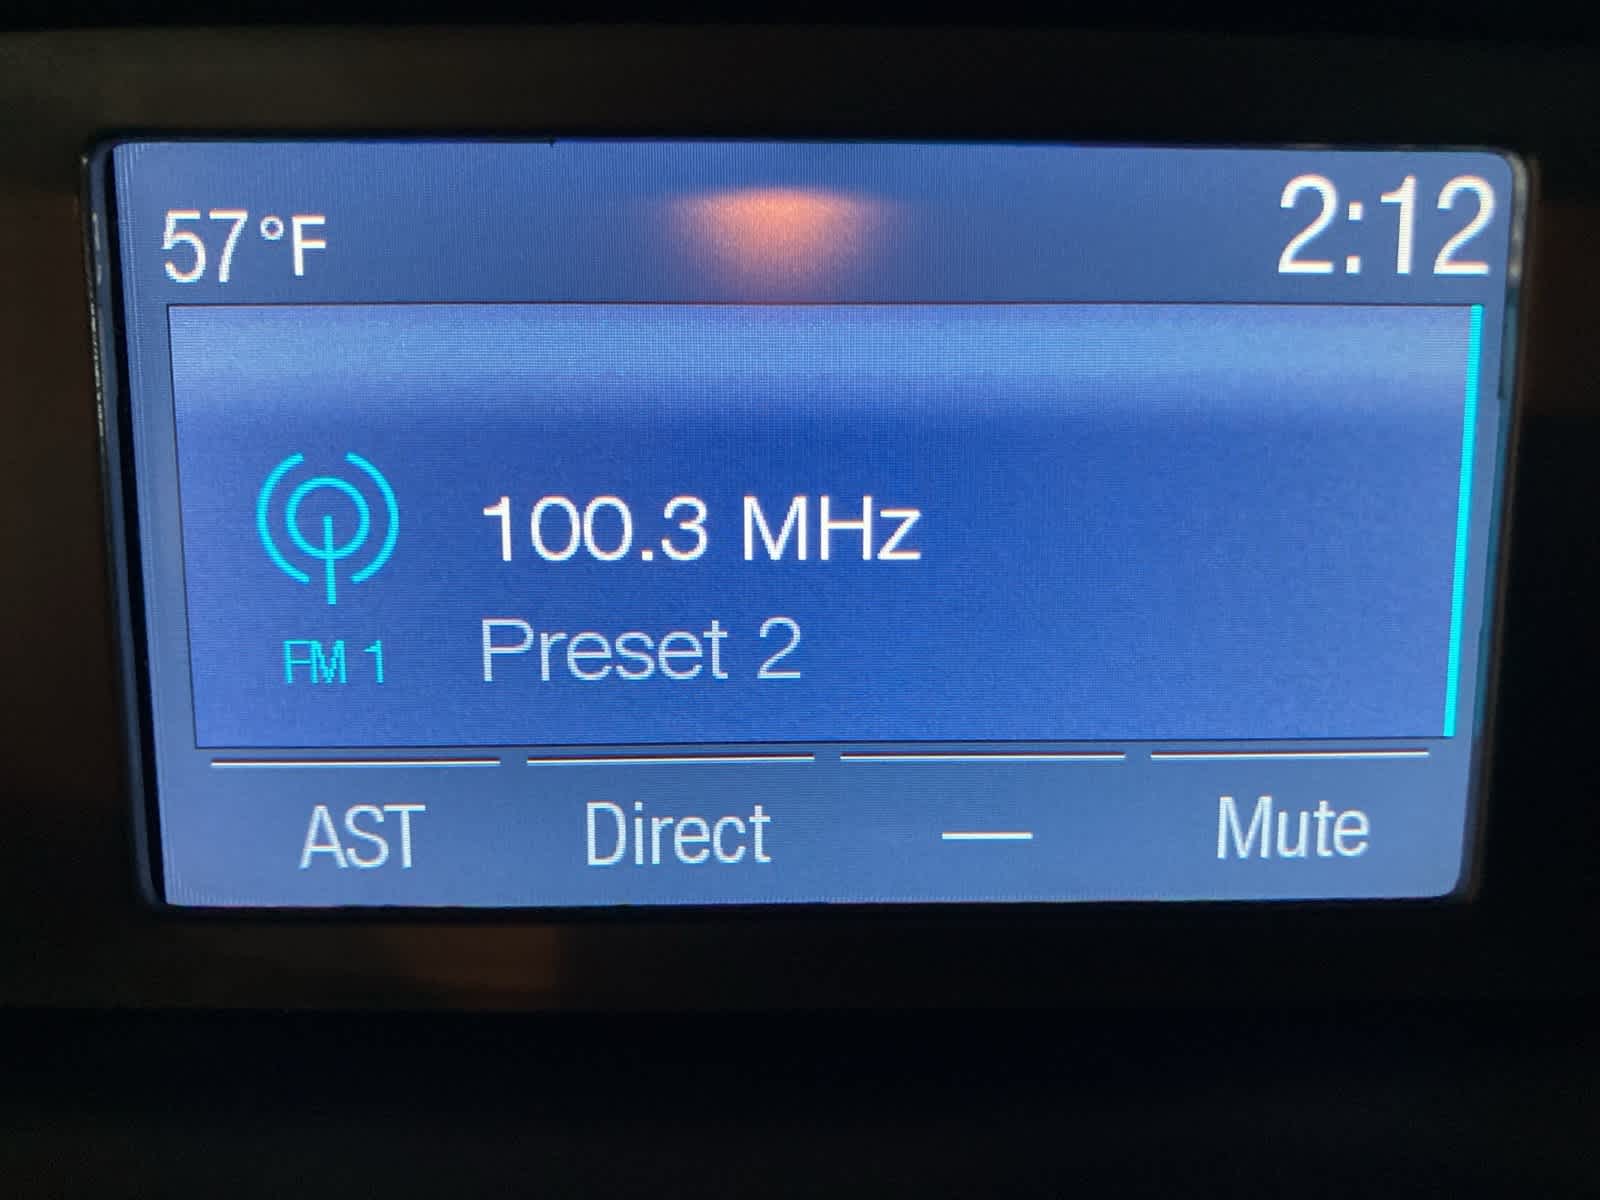 57°F 2:12
100.3 MHz
FM 1 Preset 2
AST Direct — Mute